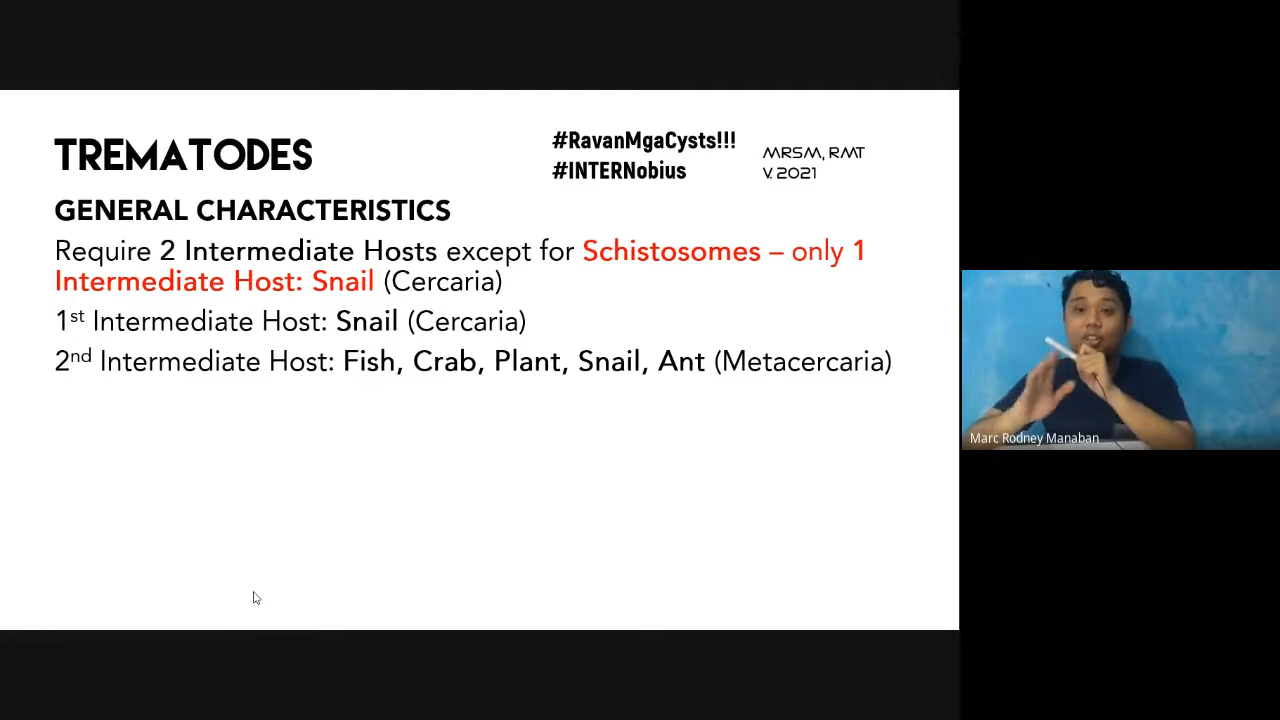 TREMATODES
#RavanMgaCysts!!!
#INTERNobius
MRSM, RMT
V. 2021
GENERAL CHARACTERISTICS
Require 2 Intermediate Hosts except for Schistosomes – only 1
Intermediate Host: Snail (Cercaria)
1st Intermediate Host: Snail (Cercaria)
2nd Intermediate Host: Fish, Crab, Plant, Snail, Ant (Metacercaria)
Marc Rodney Manaban